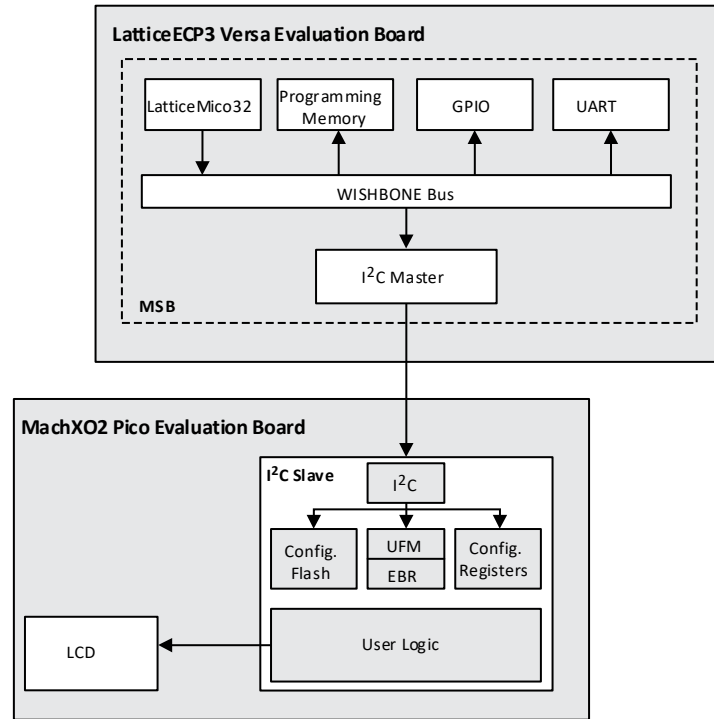 LatticeECP3 Versa Evaluation Board
LatticeMico32
Programming
Memory
GPIO
UART
WISHBONE Bus
I²C Master
MSB
MachXO2 Pico Evaluation Board
I²C Slave
I²C
Config.
Flash
UFM
EBR
Config.
Registers
User Logic
LCD